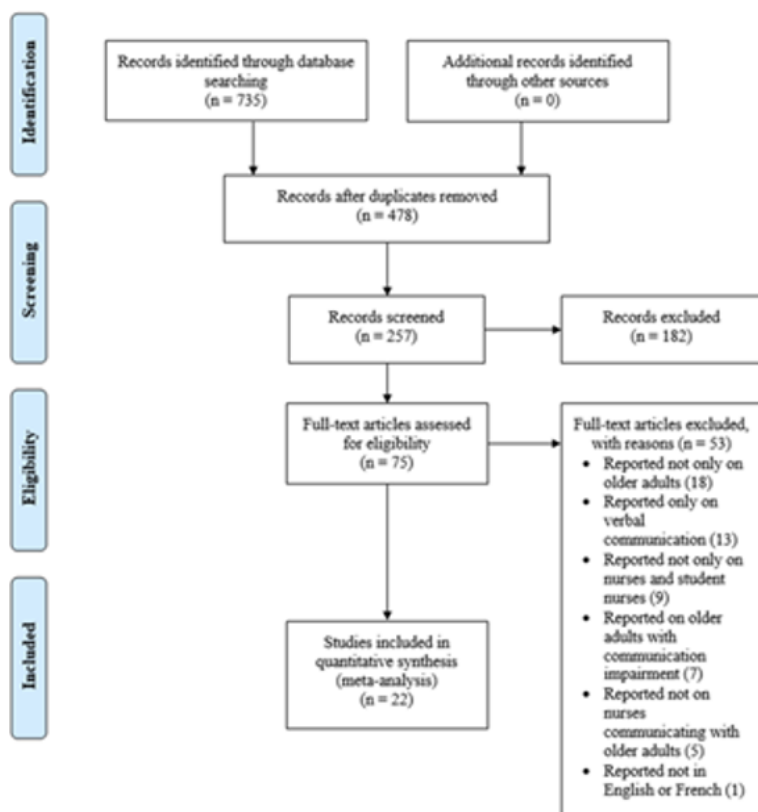 Identification
Records identified through database
searching
(n = 735)
Additional records identified
through other sources
(n = 0)
Records after duplicates removed
(n = 478)
Screening
Records screened
(n = 257)
Records excluded
(n = 182)
Eligibility
Full-text articles assessed
for eligibility
(n = 75)
Full-text articles excluded,
with reasons (n = 53)
• Reported not only on
older adults (18)
• Reported only on
verbal
communication (13)
• Reported not only on
nurses and student
nurses (9)
• Reported on older
adults with
communication
impairment (7)
• Reported not on
nurses
communicating with
older adults (5)
• Reported not in
English or French (1)
Included
Studies included in
quantitative synthesis
(meta-analysis)
n = 22)